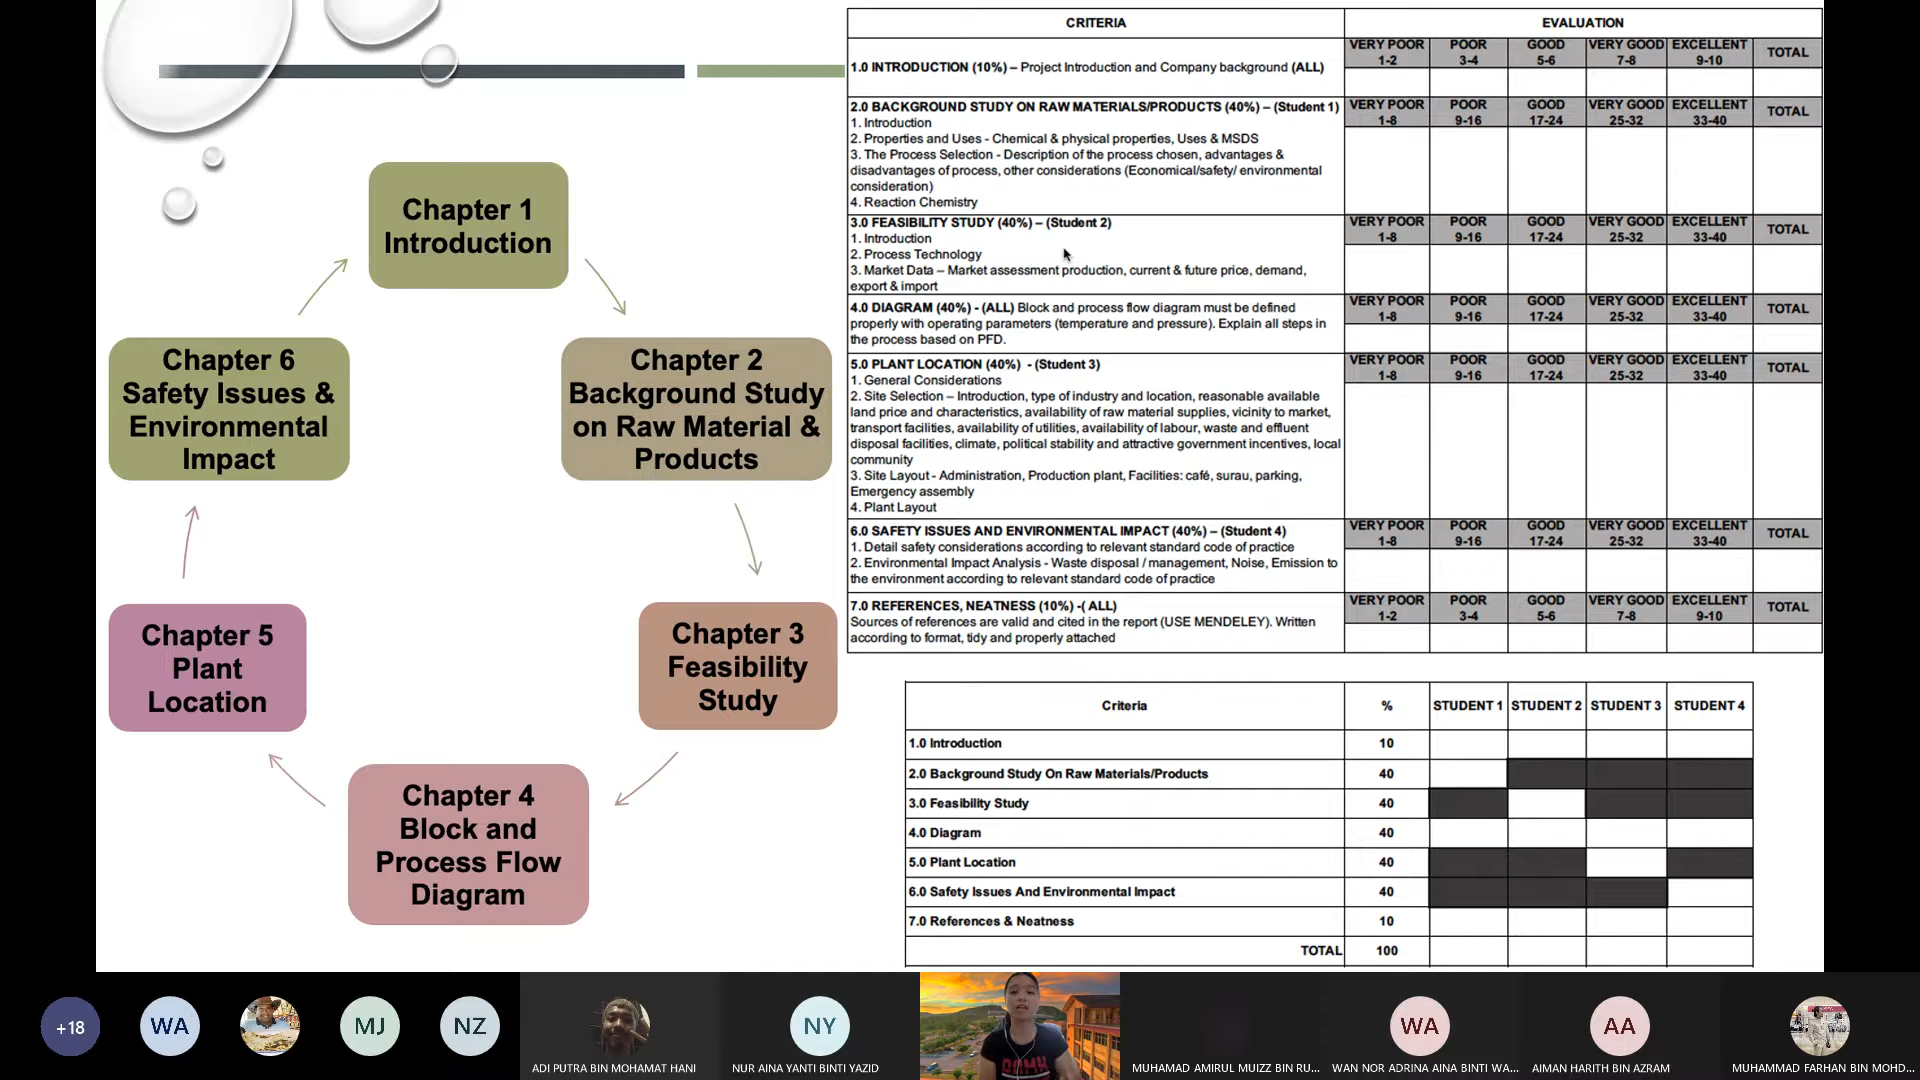 Chapter 1
Introduction
Chapter 2
Background Study
on Raw Material &
Products
Chapter 3
Feasibility
Study
Chapter 4
Block and
Process Flow
Diagram
Chapter 5
Plant
Location
Chapter 6
Safety Issues &
Environmental
Impact
CRITERIA EVALUATION
1.0 INTRODUCTION (10%) – Project Introduction and Company background (ALL)
VERY POOR POOR GOOD VERY GOOD EXCELLENT TOTAL
1-2 3-4 5-6 7-8 9-10
2.0 BACKGROUND STUDY ON RAW MATERIALS/PRODUCTS (40%) – (Student 1)
1. Introduction
2. Properties and Uses - Chemical & physical properties, Uses & MSDS
3. The Process Selection - Description of the process chosen, advantages &
disadvantages of process, other considerations (Economical/safety/ environmental
consideration)
4. Reaction Chemistry
VERY POOR POOR GOOD VERY GOOD EXCELLENT TOTAL
1-8 9-16 17-24 25-32 33-40
3.0 FEASIBILITY STUDY (40%) – (Student 2)
1. Introduction
2. Process Technology
3. Market Data – Market assessment production, current & future price, demand,
export & import
VERY POOR POOR GOOD VERY GOOD EXCELLENT TOTAL
1-8 9-16 17-24 25-32 33-40
4.0 DIAGRAM (40%) - (ALL) Block and process flow diagram must be defined
properly with operating parameters (temperature and pressure). Explain all steps in
the process based on PFD.
VERY POOR POOR GOOD VERY GOOD EXCELLENT TOTAL
1-8 9-16 17-24 25-32 33-40
5.0 PLANT LOCATION (40%) - (Student 3)
1. General Considerations
2. Site Selection – Introduction, type of industry and location, reasonable available
land price and characteristics, availability of raw material supplies, vicinity to market,
transport facilities, availability of utilities, availability of labour, waste and effluent
disposal facilities, climate, political stability and attractive government incentives, local
community
3. Site Layout - Administration, Production plant, Facilities: café, surau, parking,
Emergency assembly
4. Plant Layout
VERY POOR POOR GOOD VERY GOOD EXCELLENT TOTAL
1-8 9-16 17-24 25-32 33-40
6.0 SAFETY ISSUES AND ENVIRONMENTAL IMPACT (40%) – (Student 4)
1. Detail safety considerations according to relevant standard code of practice
2. Environmental Impact Analysis - Waste disposal / management, Noise, Emission to
the environment according to relevant standard code of practice
VERY POOR POOR GOOD VERY GOOD EXCELLENT TOTAL
1-8 9-16 17-24 25-32 33-40
7.0 REFERENCES, NEATNESS (10%) -( ALL)
Sources of references are valid and cited in the report (USE MENDELEY). Written
according to format, tidy and properly attached
VERY POOR POOR GOOD VERY GOOD EXCELLENT TOTAL
1-2 3-4 5-6 7-8 9-10
Criteria % STUDENT 1 STUDENT 2 STUDENT 3 STUDENT 4
1.0 Introduction 10
2.0 Background Study On Raw Materials/Products 40
3.0 Feasibility Study 40
4.0 Diagram 40
5.0 Plant Location 40
6.0 Safety Issues And Environmental Impact 40
7.0 References & Neatness 10
TOTAL 100
+18 WA MJ NZ NY WA AA
ADI PUTRA BIN MOHAMAT HANI
NUR AINA YANTI BINTI YAZID
MUHAMAD AMIRUL MUIZZ BIN RU...
WAN NOR ADRINA AINA BINTI WA...
AIMAN HARITH BIN AZRAM
MUHAMMAD FARHAN BIN MOHD...